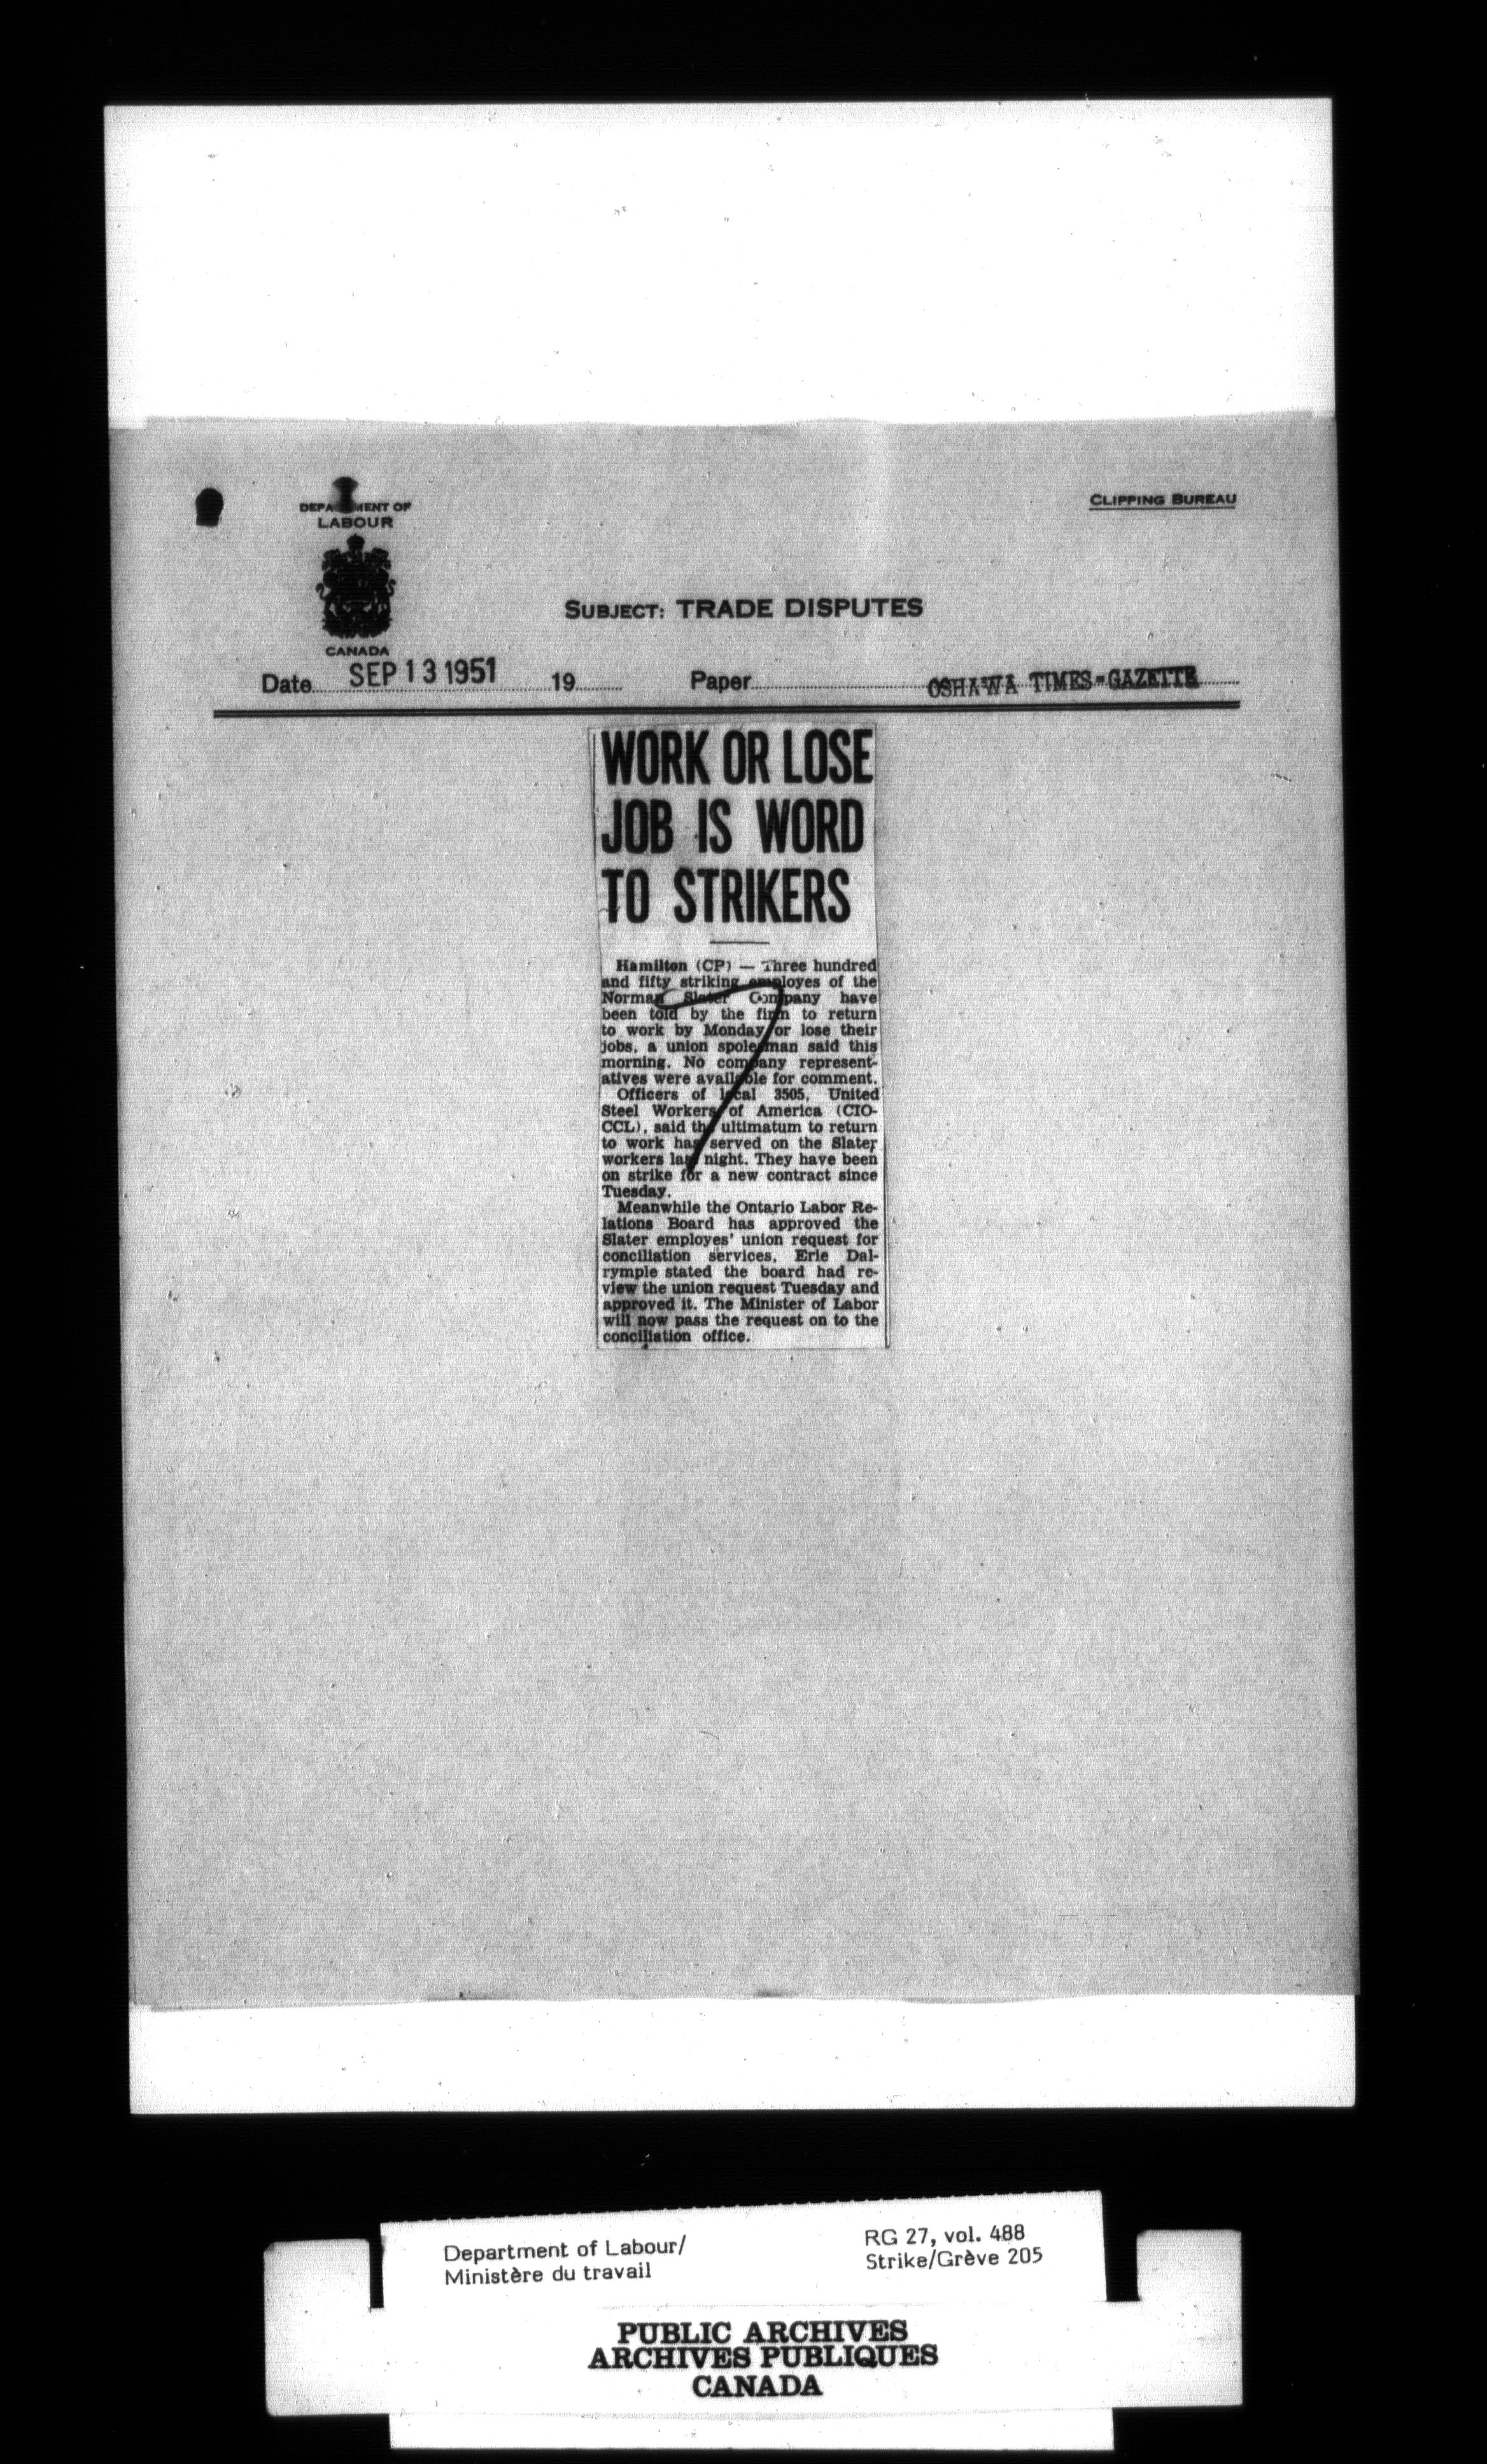 DEPARTMENT OF
LABOUR
CANADA
CLIPPING BUREAU
SUBJECT: TRADE DISPUTES
Date SEP 13 1951 19 Paper OSHAWA TIMES-GAZETTE
WORK OR LOSE
JOB IS WORD
TO STRIKERS
Hamilton (CP) — Three hundred
and fifty striking employes of the
Norman Slater Company have
been told by the firm to return
to work by Monday or lose their
jobs, a union spokesman said this
morning. No company represent-
atives were available for comment.
Officers of local 3505, United
Steel Workers of America (CIO-
CCL), said the ultimatum to return
to work has served on the Slater
workers last night. They have been
on strike for a new contract since
Tuesday.
Meanwhile the Ontario Labor Re-
lations Board has approved the
Slater employes' union request for
conciliation services. Erie Dal-
rymple stated the board had re-
view the union request Tuesday and
approved it. The Minister of Labor
will now pass the request on to the
conciliation office.
Department of Labour/
Ministère du travail
RG 27, vol. 488
Strike/Grève 205
PUBLIC ARCHIVES
ARCHIVES PUBLIQUES
CANADA